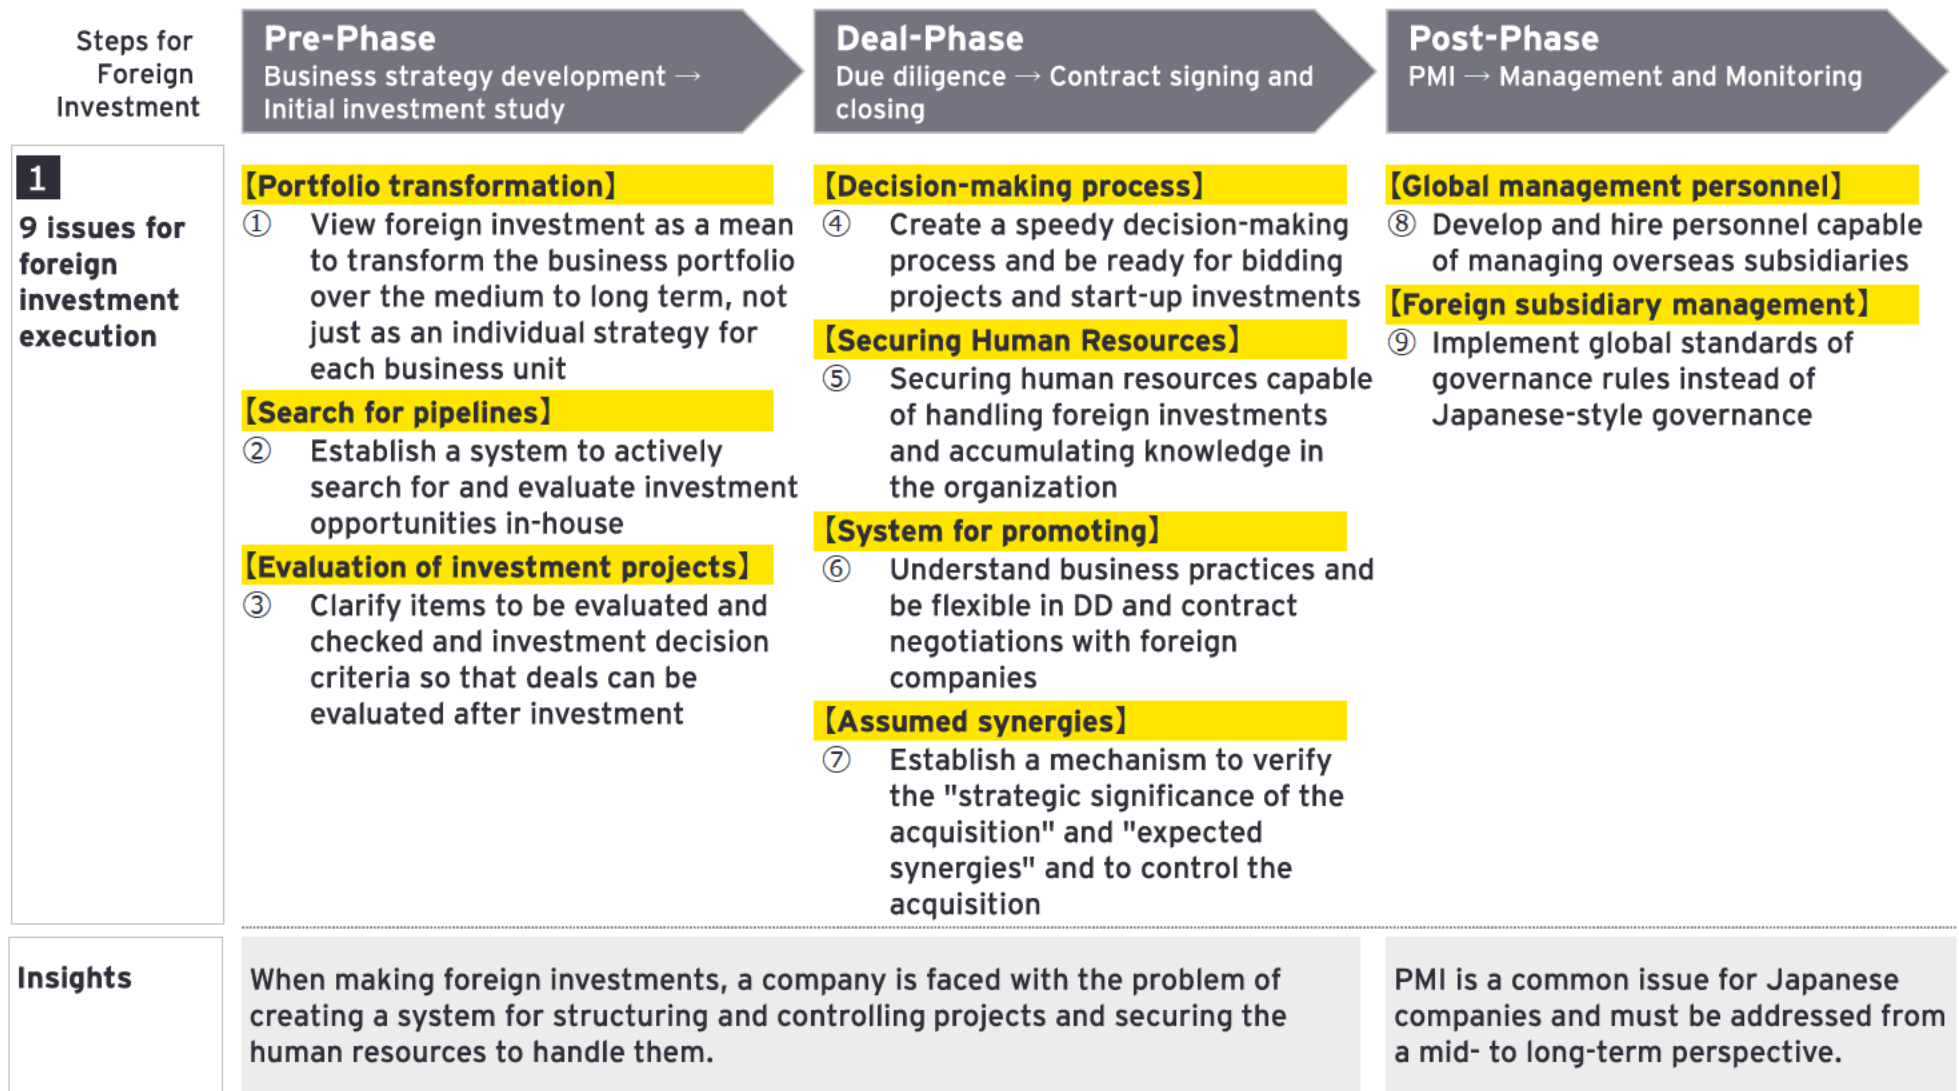 Steps for
Foreign
Investment
Pre-Phase
Business strategy development →
Initial investment study
Deal-Phase
Due diligence → Contract signing and
closing
Post-Phase
PMI → Management and Monitoring
1
9 issues for
foreign
investment
execution
【Portfolio transformation】
① View foreign investment as a mean
to transform the business portfolio
over the medium to long term, not
just as an individual strategy for
each business unit
【Search for pipelines】
② Establish a system to actively
search for and evaluate investment
opportunities in-house
【Evaluation of investment projects】
③ Clarify items to be evaluated and
checked and investment decision
criteria so that deals can be
evaluated after investment
【Decision-making process】
④ Create a speedy decision-making
process and be ready for bidding
projects and start-up investments
【Securing Human Resources】
⑤ Securing human resources capable
of handling foreign investments
and accumulating knowledge in
the organization
【System for promoting】
⑥ Understand business practices and
be flexible in DD and contract
negotiations with foreign
companies
【Assumed synergies】
⑦ Establish a mechanism to verify
the "strategic significance of the
acquisition" and "expected
synergies" and to control the
acquisition
【Global management personnel】
⑧ Develop and hire personnel capable
of managing overseas subsidiaries
【Foreign subsidiary management】
⑨ Implement global standards of
governance rules instead of
Japanese-style governance
Insights
When making foreign investments, a company is faced with the problem of
creating a system for structuring and controlling projects and securing the
human resources to handle them.
PMI is a common issue for Japanese
companies and must be addressed from
a mid- to long-term perspective.